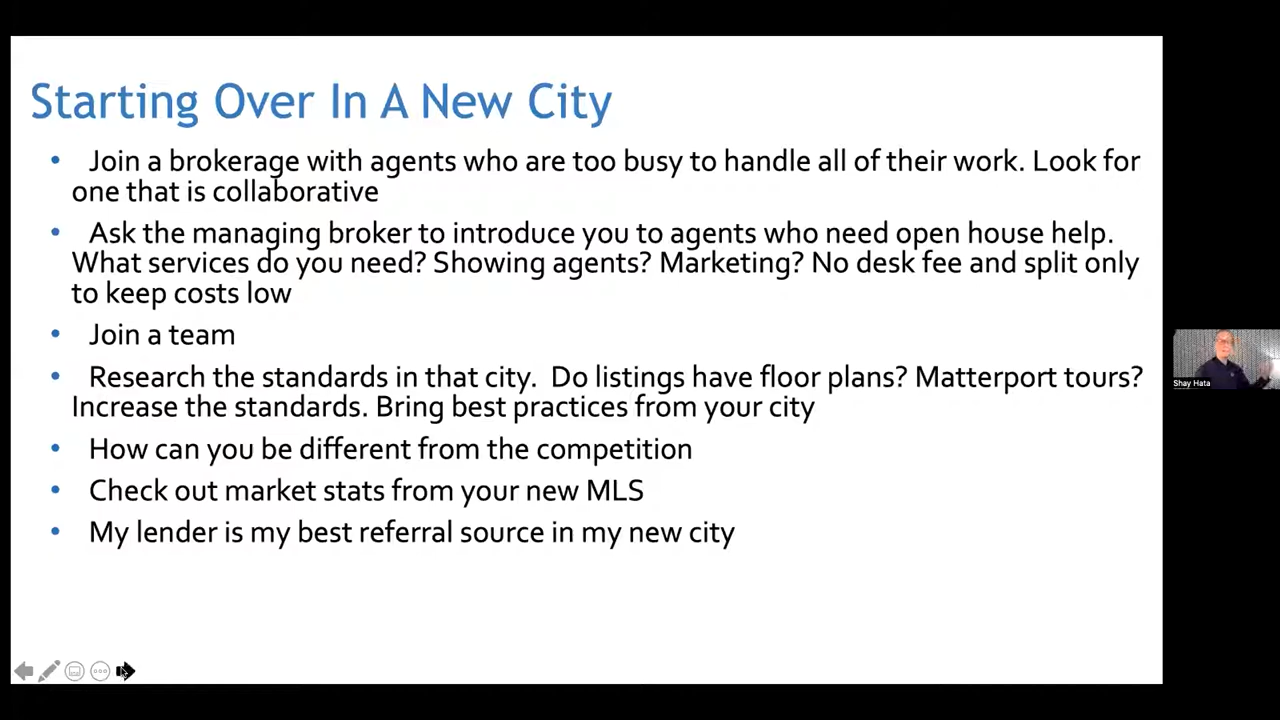 Starting Over In A New City
• Join a brokerage with agents who are too busy to handle all of their work. Look for
one that is collaborative
• Ask the managing broker to introduce you to agents who need open house help.
What services do you need? Showing agents? Marketing? No desk fee and split only
to keep costs low
• Join a team
• Research the standards in that city.  Do listings have floor plans? Matterport tours?
Increase the standards. Bring best practices from your city
• How can you be different from the competition
• Check out market stats from your new MLS
• My lender is my best referral source in my new city
Shay Hata